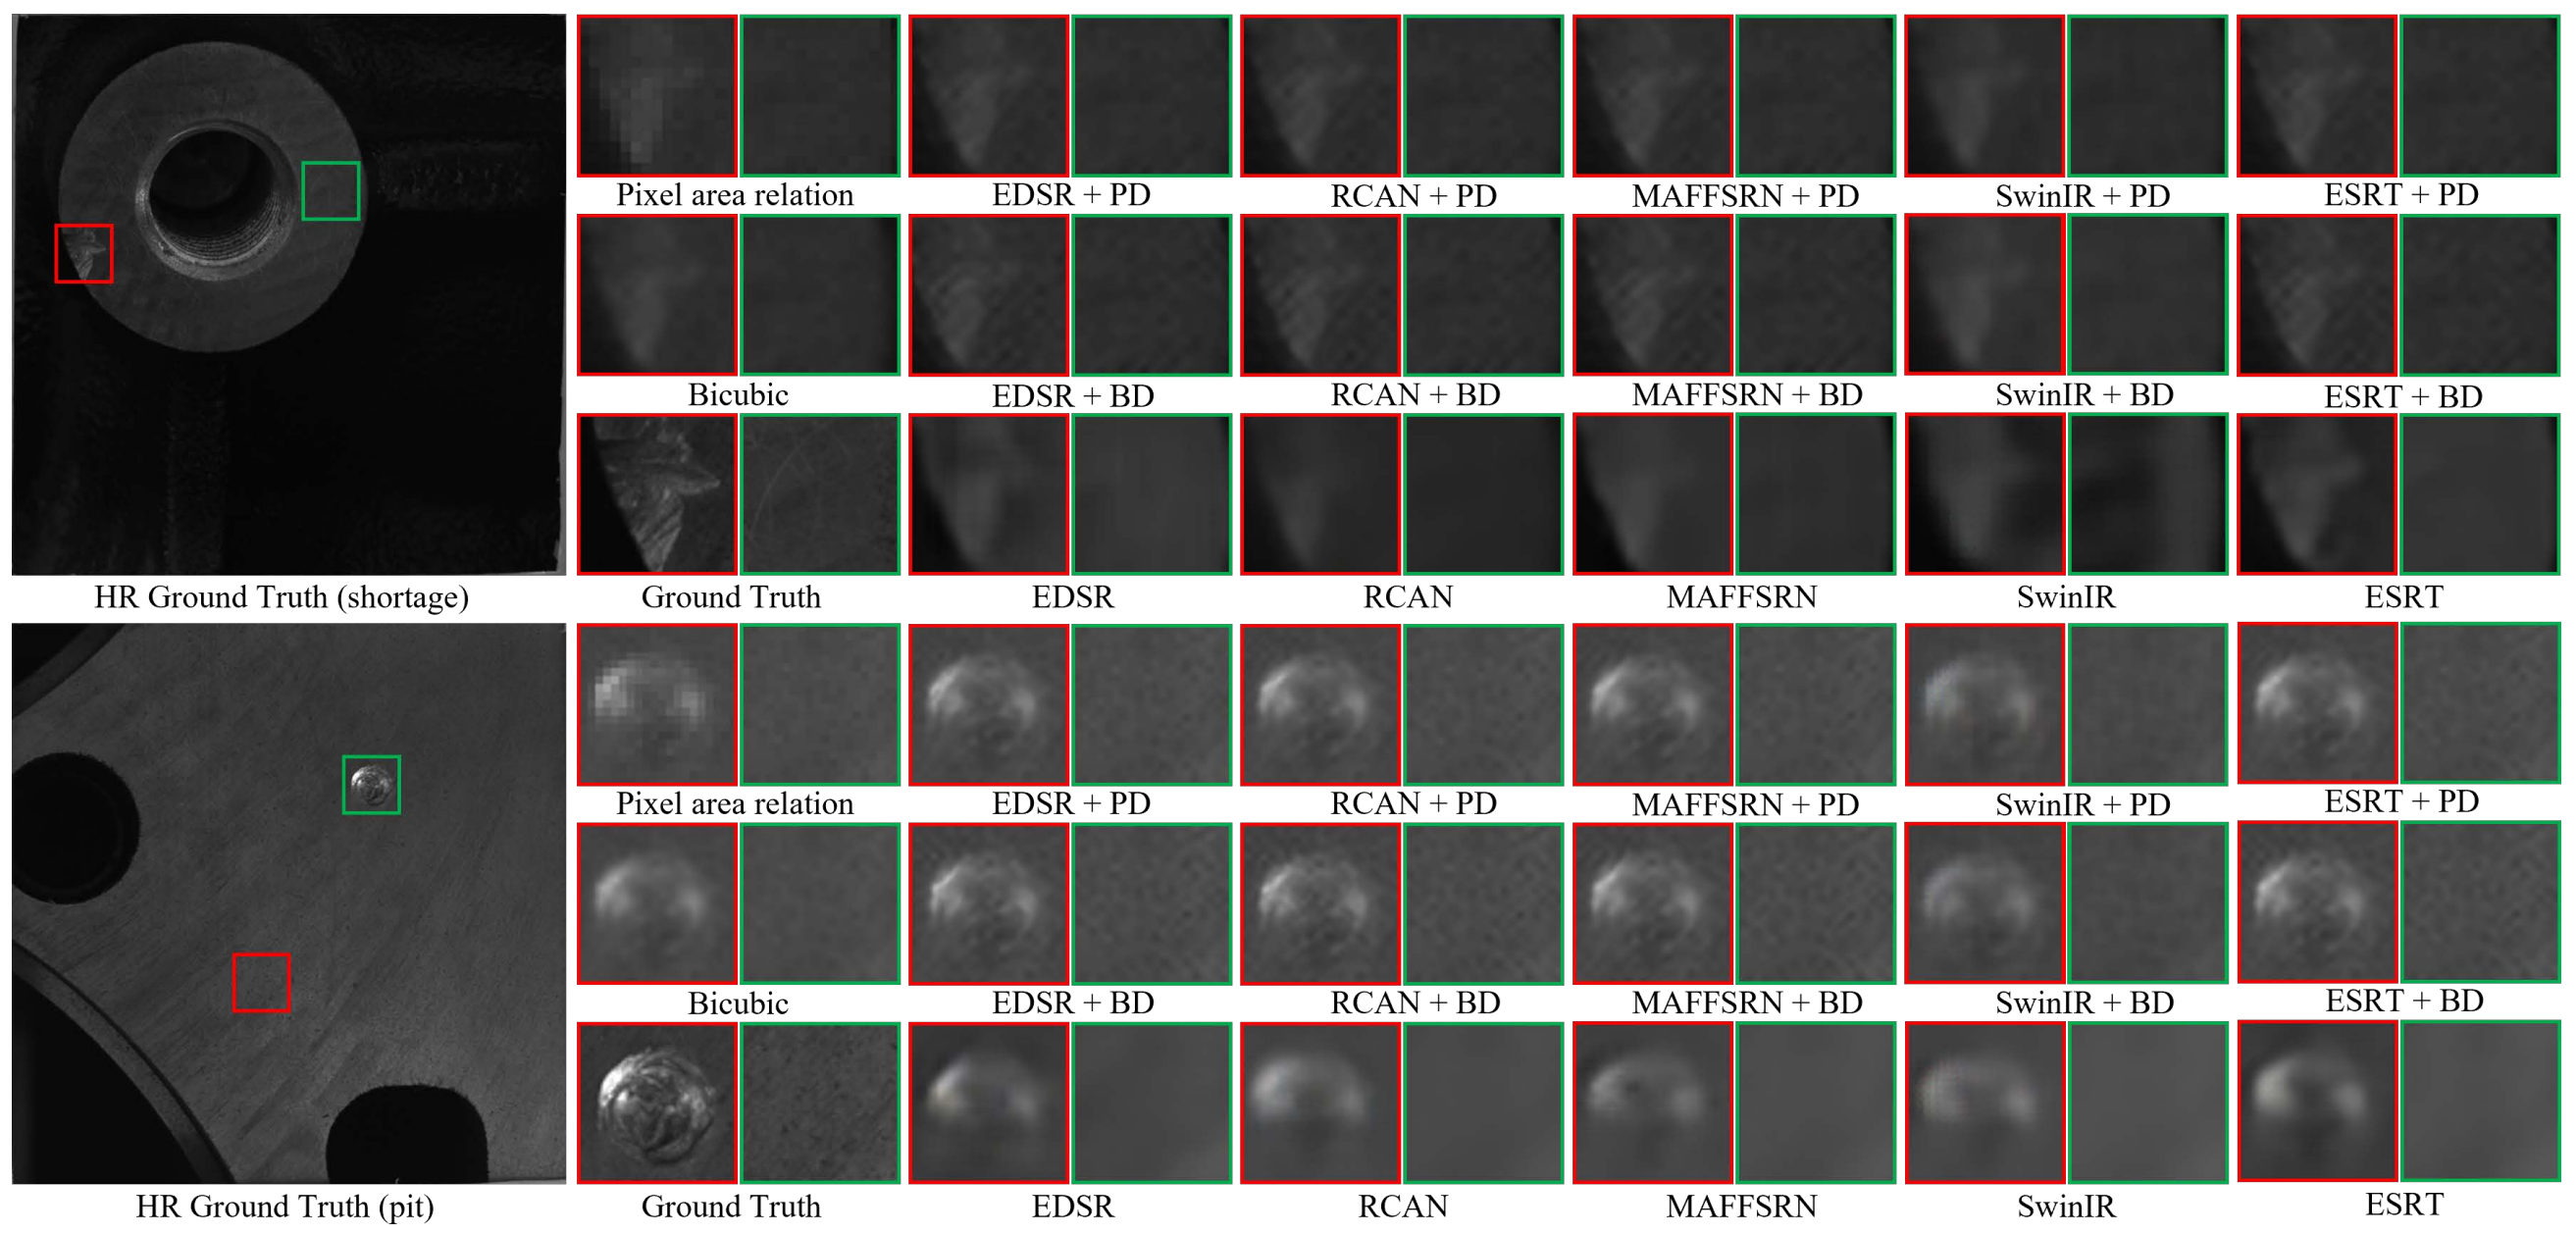 Pixel area relation EDSR + PD RCAN + PD MAFFSRN + PD SwinIR + PD ESRT + PD
Bicubic EDSR + BD RCAN + BD MAFFSRN + BD SwinIR + BD ESRT + BD
HR Ground Truth (shortage) Ground Truth EDSR RCAN MAFFSRN SwinIR ESRT
Pixel area relation EDSR + PD RCAN + PD MAFFSRN + PD SwinIR + PD ESRT + PD
Bicubic EDSR + BD RCAN + BD MAFFSRN + BD SwinIR + BD ESRT + BD
HR Ground Truth (pit) Ground Truth EDSR RCAN MAFFSRN SwinIR ESRT